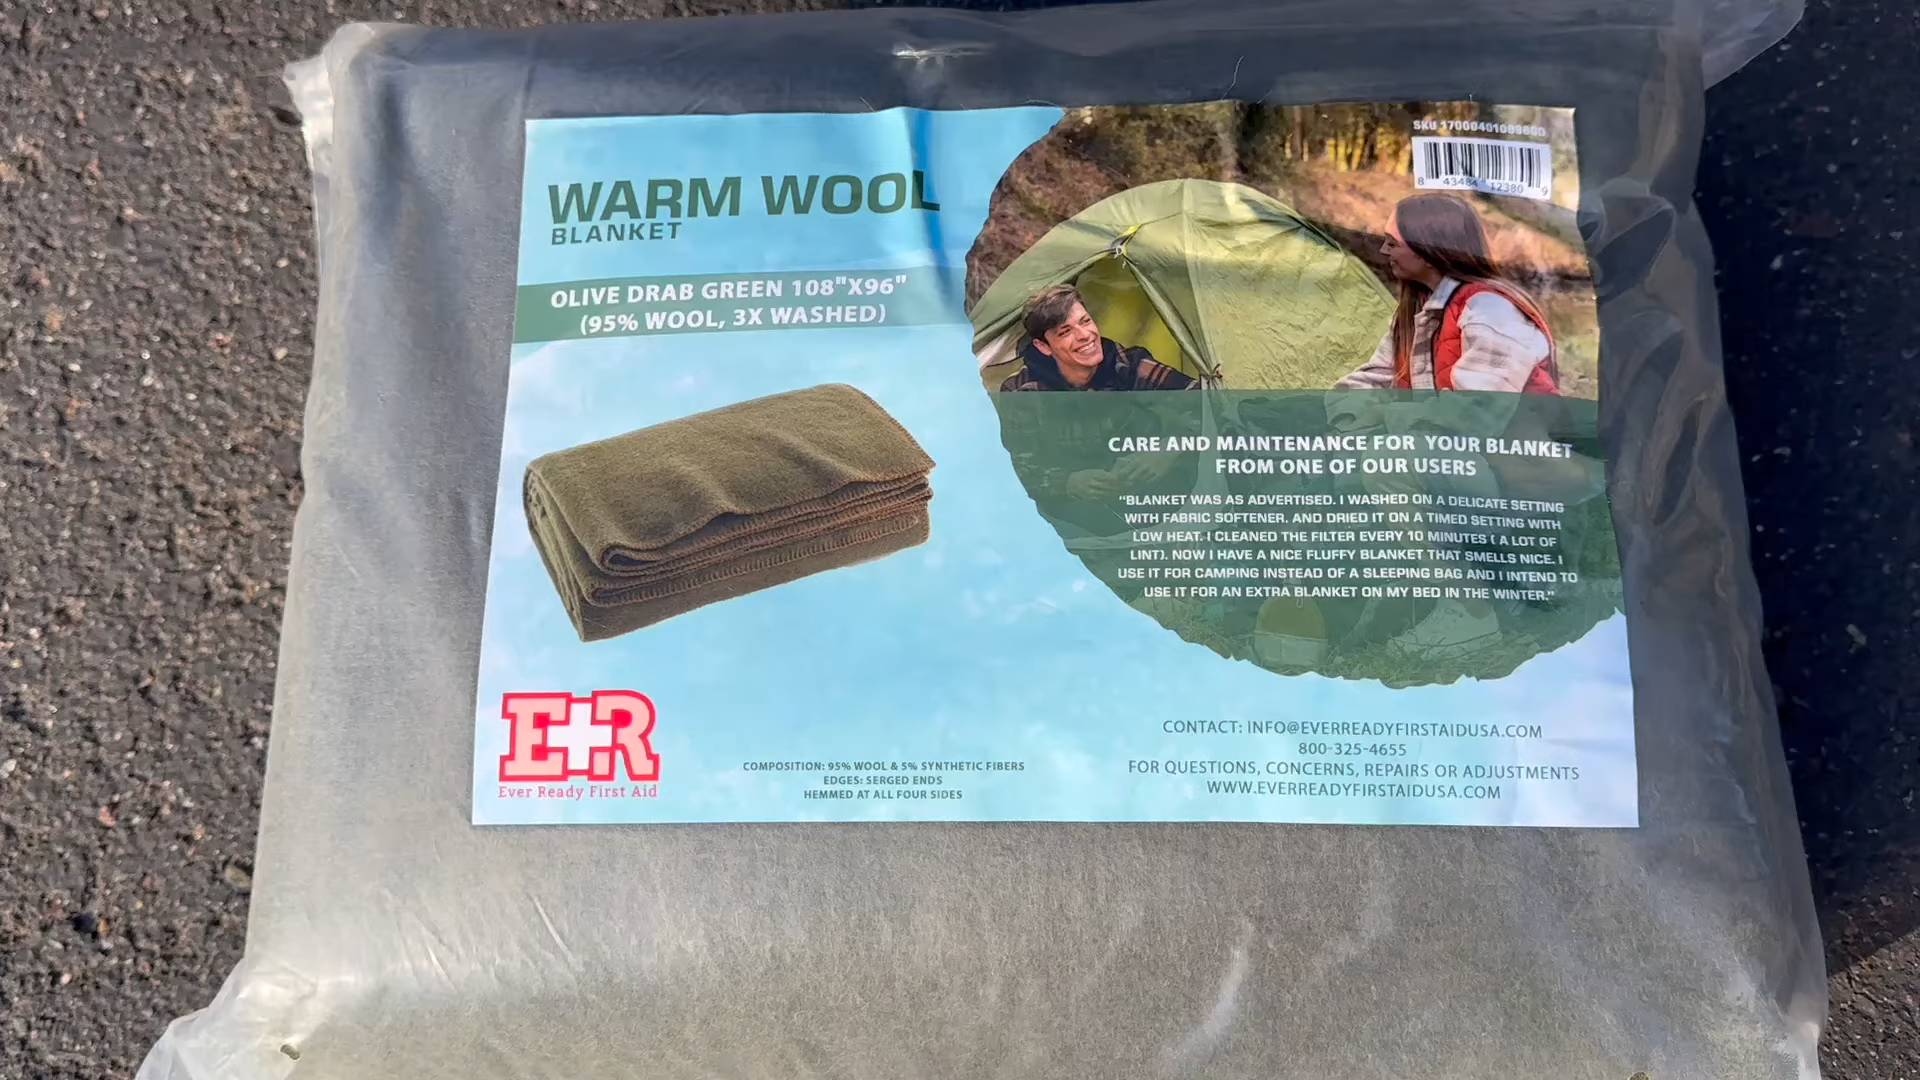 WARM WOOL
BLANKET
OLIVE DRAB GREEN 108"X96"
(95% WOOL, 3X WASHED)
SKU
8 43484 12380 9
CARE AND MAINTENANCE FOR YOUR BLANKET
FROM ONE OF OUR USERS
"BLANKET WAS AS ADVERTISED. I WASHED ON A DELICATE SETTING
WITH FABRIC SOFTENER. AND DRIED IT ON A TIMED SETTING WITH
LOW HEAT. I CLEANED THE FILTER EVERY 10 MINUTES ( A LOT OF
LINT). NOW I HAVE A NICE FLUFFY BLANKET THAT SMELLS NICE. I
USE IT FOR CAMPING INSTEAD OF A SLEEPING BAG AND I INTEND TO
USE IT FOR AN EXTRA BLANKET ON MY BED IN THE WINTER."
E+R
Ever Ready First Aid
COMPOSITION: 95% WOOL & 5% SYNTHETIC FIBERS
EDGES: SERGED ENDS
HEMMED AT ALL FOUR SIDES
CONTACT: INFO@EVERREADYFIRSTAIDUSA.COM
800-325-4655
FOR QUESTIONS, CONCERNS, REPAIRS OR ADJUSTMENTS
WWW.EVERREADYFIRSTAIDUSA.COM